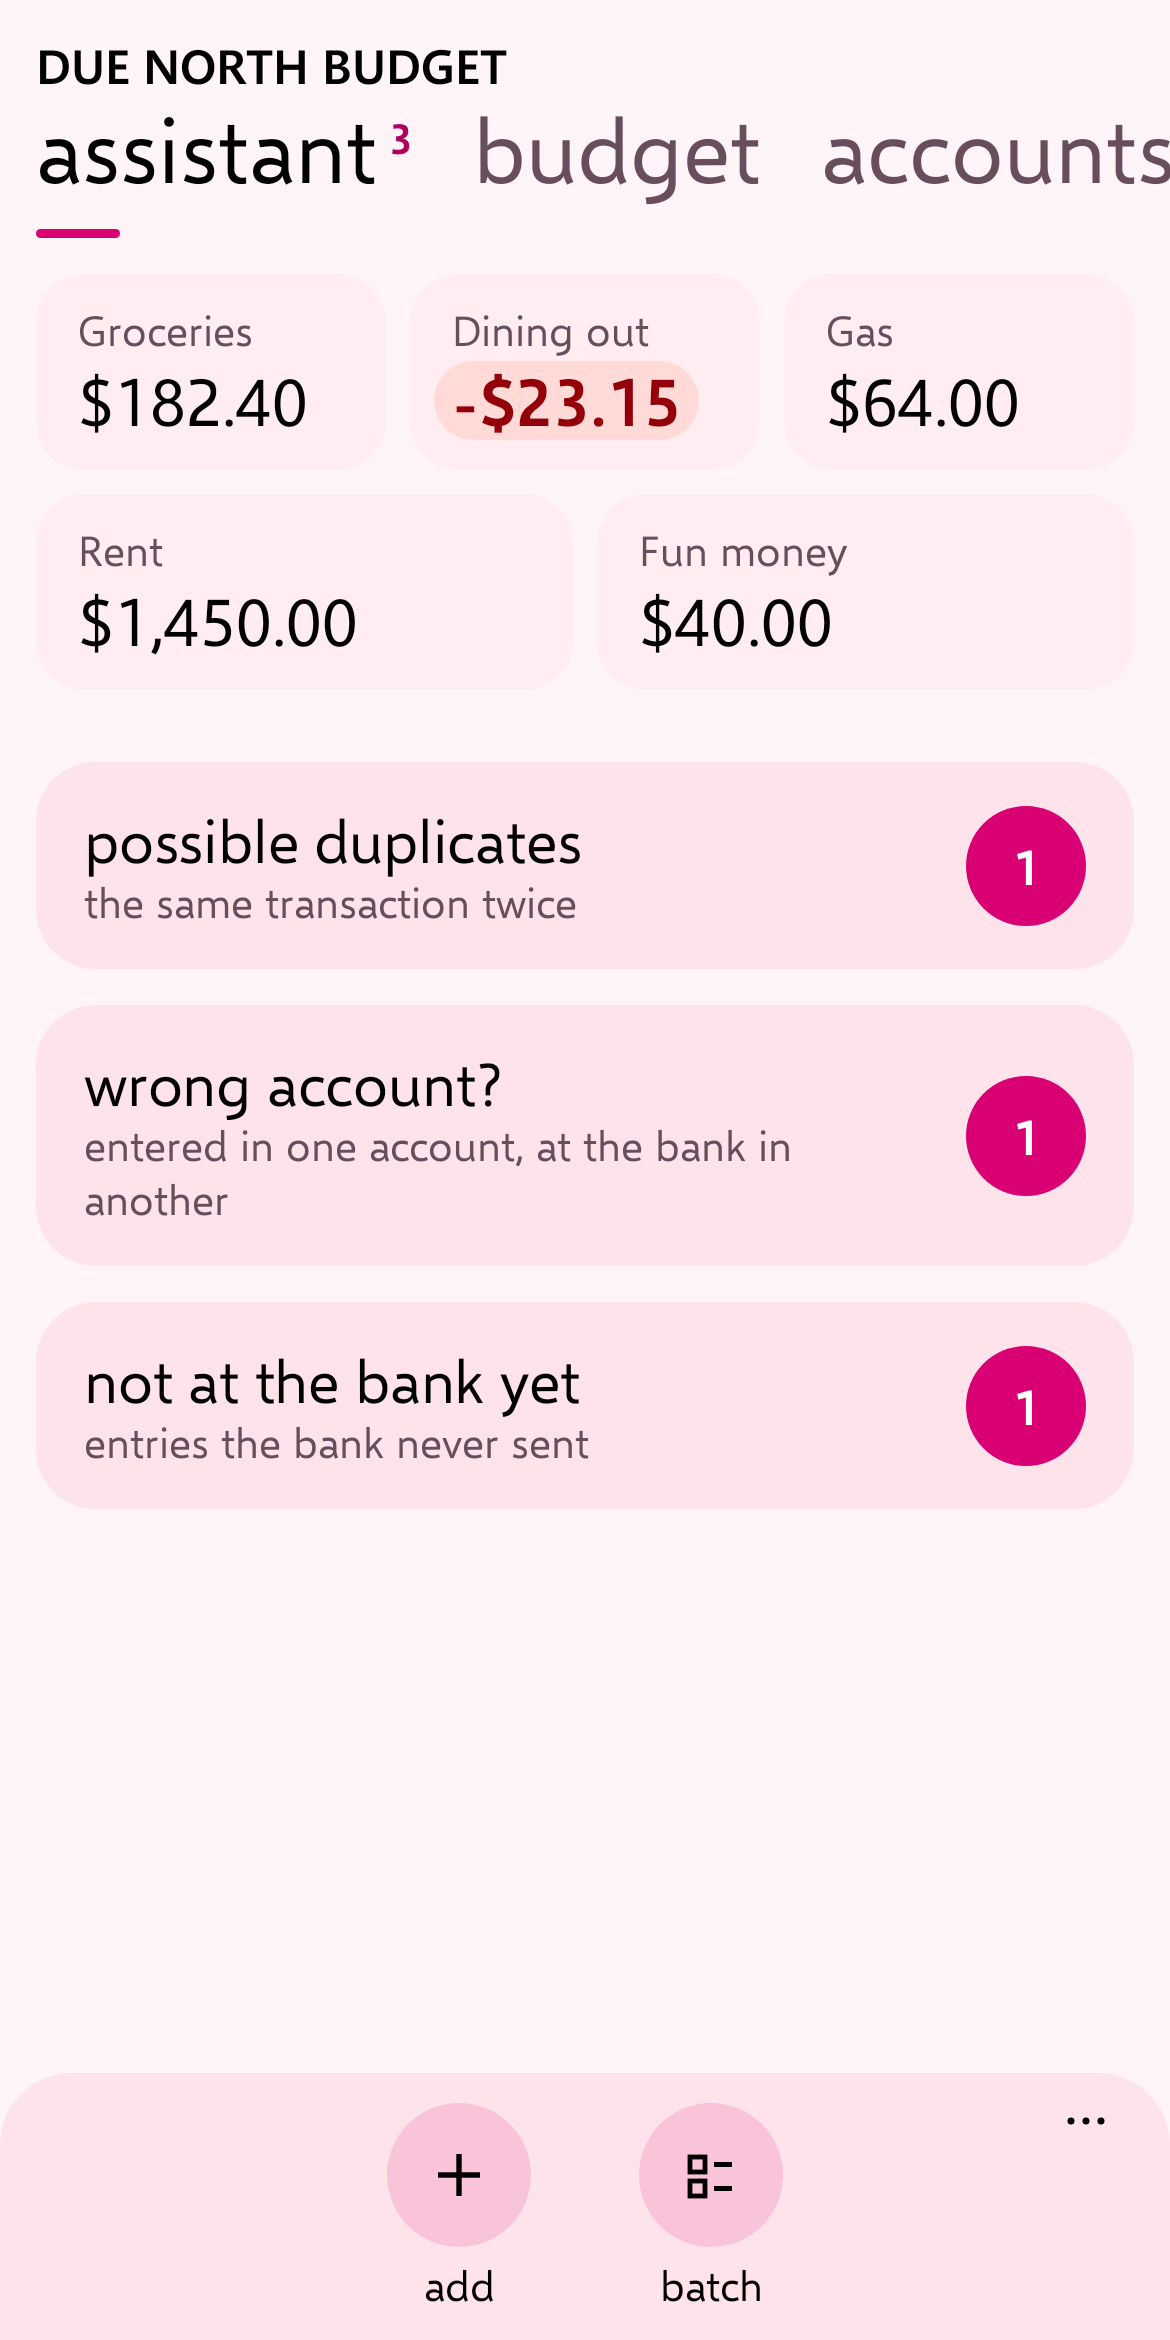 DUE NORTH BUDGET
assistant 3 budget accounts
Groceries Dining out Gas
$182.40 -$23.15 $64.00
Rent Fun money
$1,450.00 $40.00
possible duplicates
the same transaction twice
1
wrong account?
entered in one account, at the bank in
another
1
not at the bank yet
entries the bank never sent
1
add batch